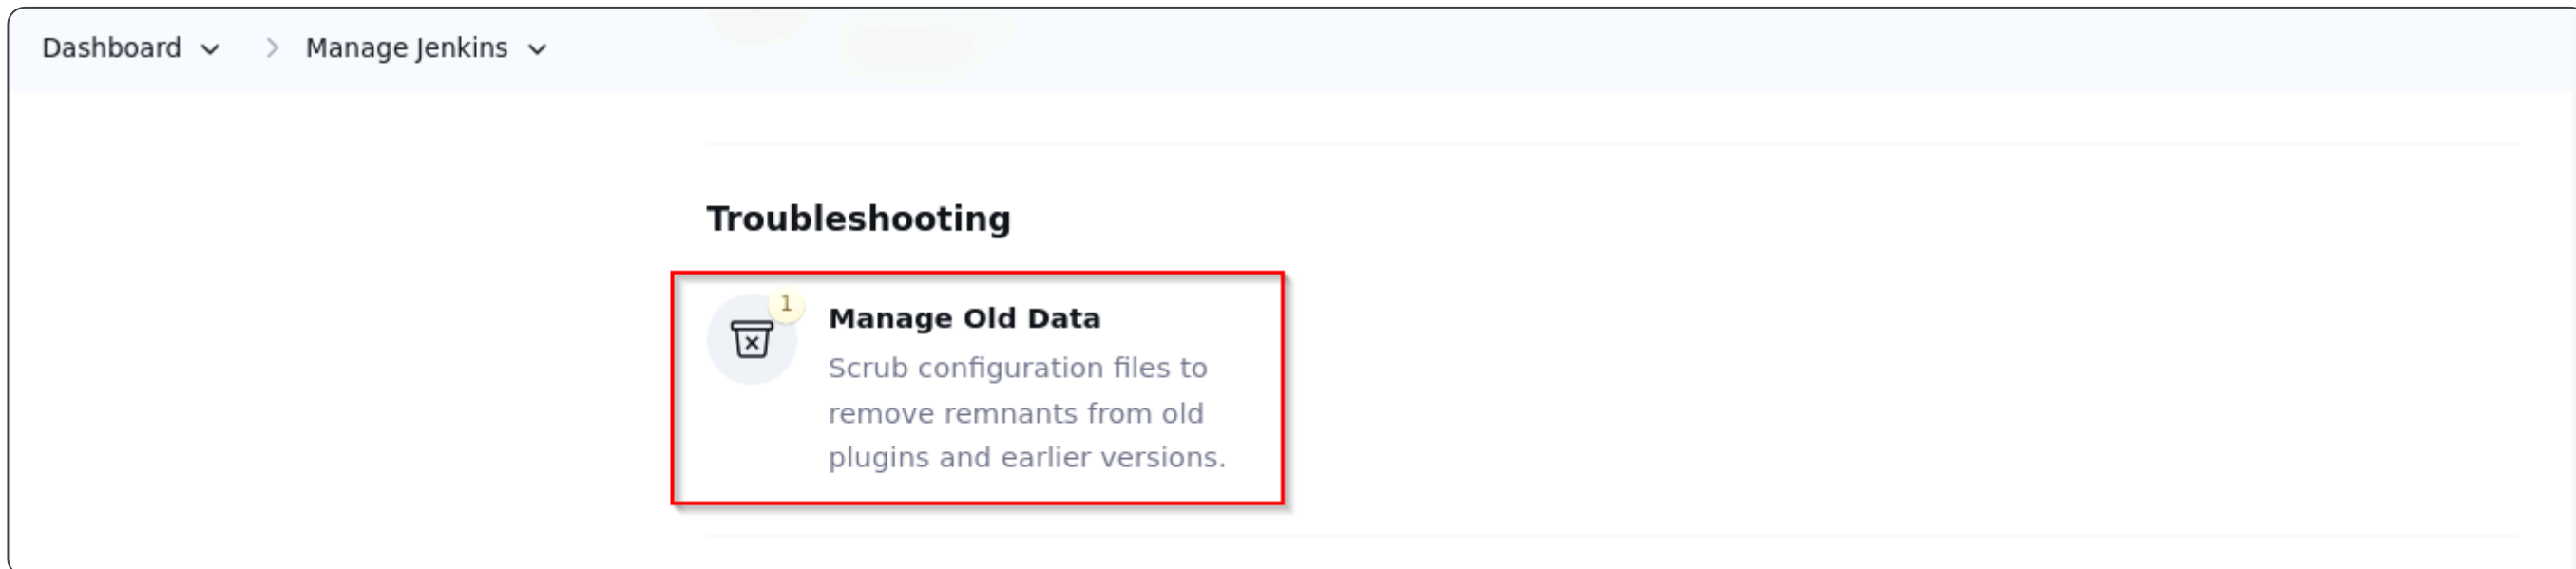 Dashboard Manage Jenkins
Troubleshooting
1
Manage Old Data
Scrub configuration files to
remove remnants from old
plugins and earlier versions.